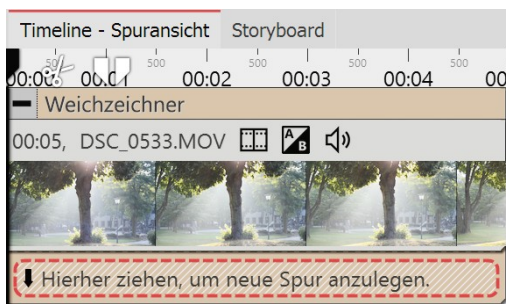 Timeline - Spuransicht Storyboard
500 500 500 500 500
00:00 00:01 00:02 00:03 00:04 00
Weichzeichner
00:05, DSC_0533.MOV A B
Hierher ziehen, um neue Spur anzulegen.